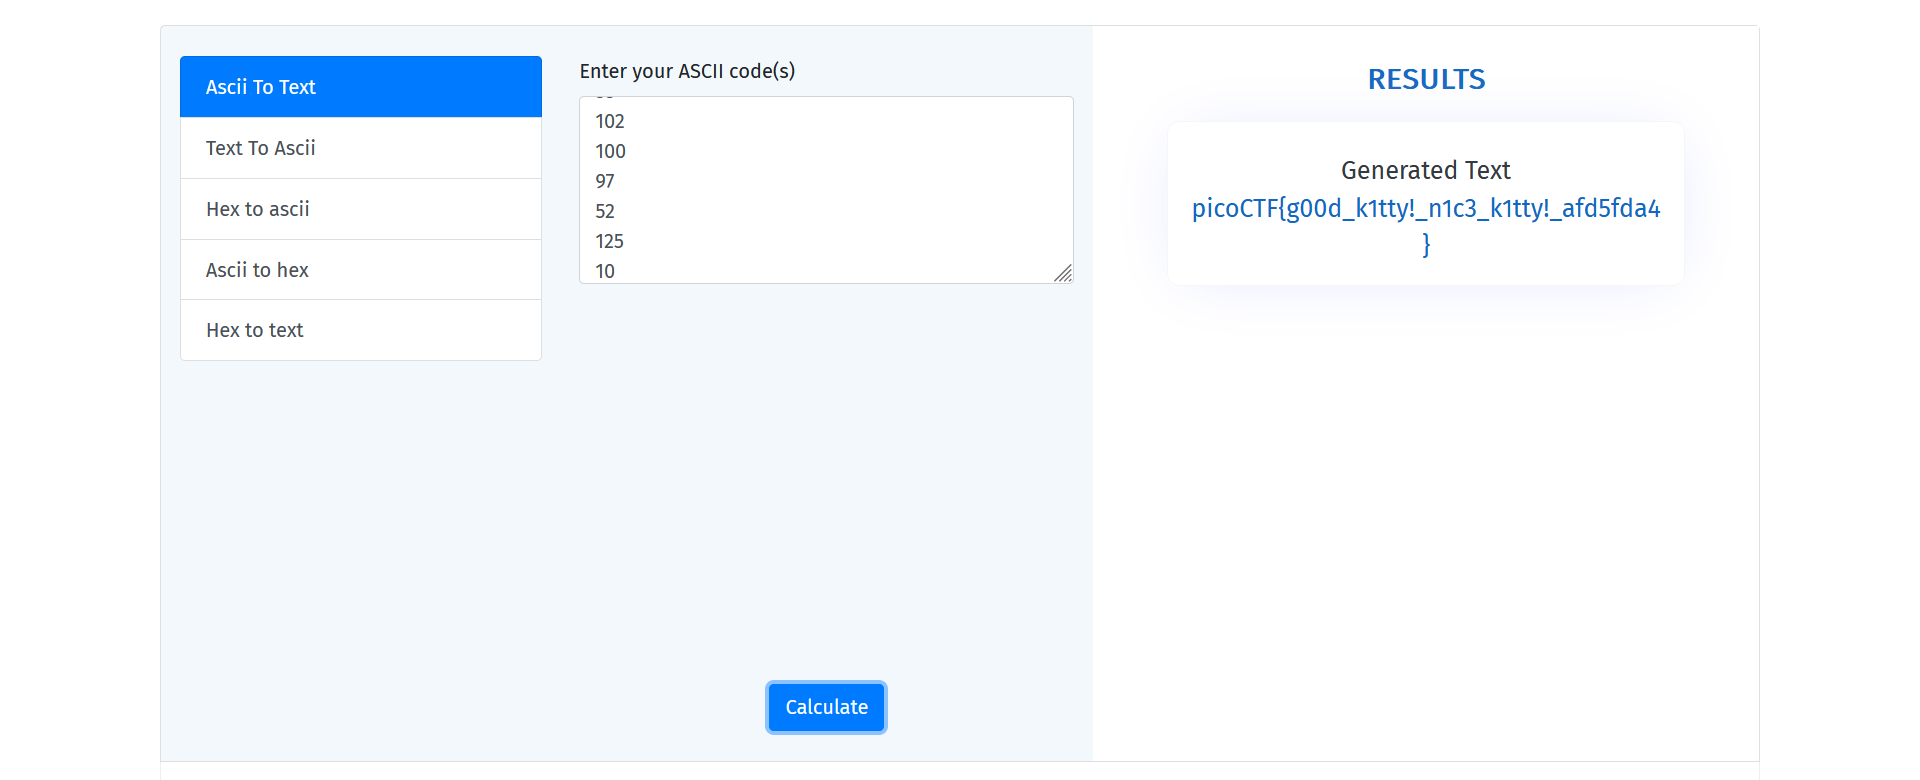 Ascii To Text
Text To Ascii
Hex to ascii
Ascii to hex
Hex to text
Enter your ASCII code(s)
102
100
97
52
125
10
Calculate
RESULTS
Generated Text
picoCTF{g00d_k1tty!_n1c3_k1tty!_afd5fda4
}